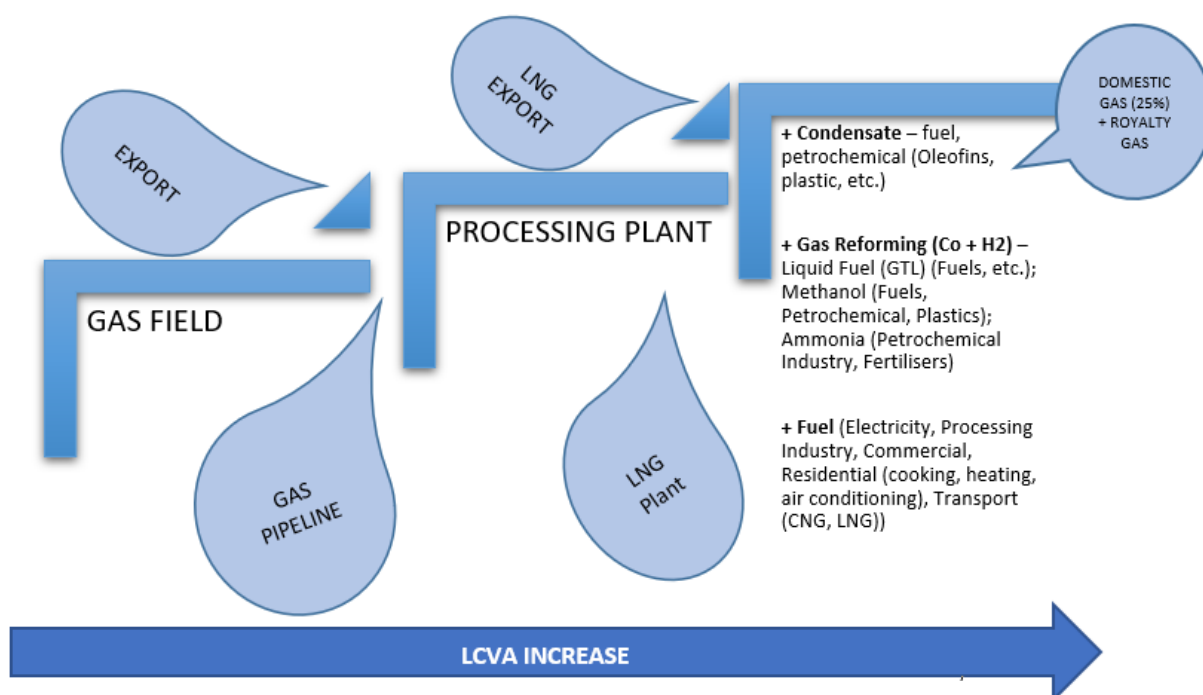 EXPORT
GAS FIELD
GAS
PIPELINE
LNG
EXPORT
PROCESSING PLANT
LNG
Plant
DOMESTIC
GAS (25%)
+ ROYALTY
GAS
+ Condensate – fuel,
petrochemical (Oleofins,
plastic, etc.)
+ Gas Reforming (Co + H2) –
Liquid Fuel (GTL) (Fuels, etc.);
Methanol (Fuels,
Petrochemical, Plastics);
Ammonia (Petrochemical
Industry, Fertilisers)
+ Fuel (Electricity, Processing
Industry, Commercial,
Residential (cooking, heating,
air conditioning), Transport
(CNG, LNG))
LCVA INCREASE